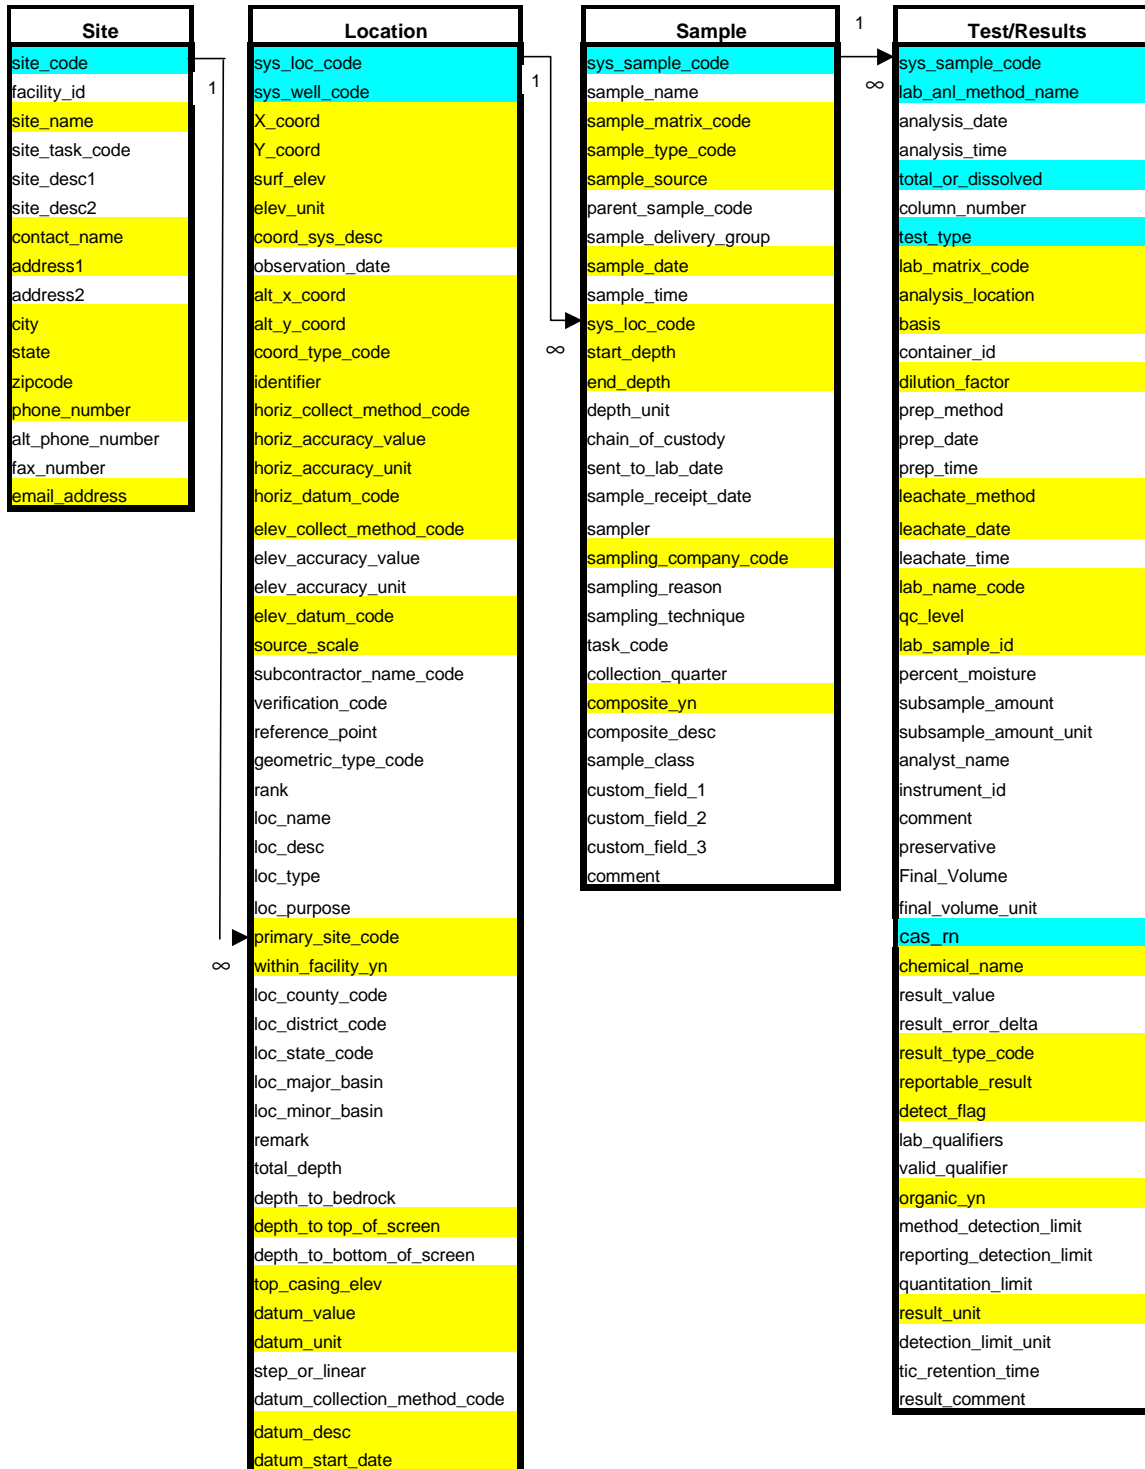 Site
site_code
facility_id
site_name
site_task_code
site_desc1
site_desc2
contact_name
address1
address2
city
state
zipcode
phone_number
alt_phone_number
fax_number
email_address
1
∞
Location
sys_loc_code
sys_well_code
X_coord
Y_coord
surf_elev
elev_unit
coord_sys_desc
observation_date
alt_x_coord
alt_y_coord
coord_type_code
identifier
horiz_collect_method_code
horiz_accuracy_value
horiz_accuracy_unit
horiz_datum_code
elev_collect_method_code
elev_accuracy_value
elev_accuracy_unit
elev_datum_code
source_scale
subcontractor_name_code
verification_code
reference_point
geometric_type_code
rank
loc_name
loc_desc
loc_type
loc_purpose
primary_site_code
within_facility_yn
loc_county_code
loc_district_code
loc_state_code
loc_major_basin
loc_minor_basin
remark
total_depth
depth_to_bedrock
depth_to top_of_screen
depth_to_bottom_of_screen
top_casing_elev
datum_value
datum_unit
step_or_linear
datum_collection_method_code
datum_desc
datum_start_date
1
∞
Sample
sys_sample_code
sample_name
sample_matrix_code
sample_type_code
sample_source
parent_sample_code
sample_delivery_group
sample_date
sample_time
sys_loc_code
start_depth
end_depth
depth_unit
chain_of_custody
sent_to_lab_date
sample_receipt_date
sampler
sampling_company_code
sampling_reason
sampling_technique
task_code
collection_quarter
composite_yn
composite_desc
sample_class
custom_field_1
custom_field_2
custom_field_3
comment
1
∞
Test/Results
sys_sample_code
lab_anl_method_name
analysis_date
analysis_time
total_or_dissolved
column_number
test_type
lab_matrix_code
analysis_location
basis
container_id
dilution_factor
prep_method
prep_date
prep_time
leachate_method
leachate_date
leachate_time
lab_name_code
qc_level
lab_sample_id
percent_moisture
subsample_amount
subsample_amount_unit
analyst_name
instrument_id
comment
preservative
Final_Volume
final_volume_unit
cas_rn
chemical_name
result_value
result_error_delta
result_type_code
reportable_result
detect_flag
lab_qualifiers
valid_qualifier
organic_yn
method_detection_limit
reporting_detection_limit
quantitation_limit
result_unit
detection_limit_unit
tic_retention_time
result_comment